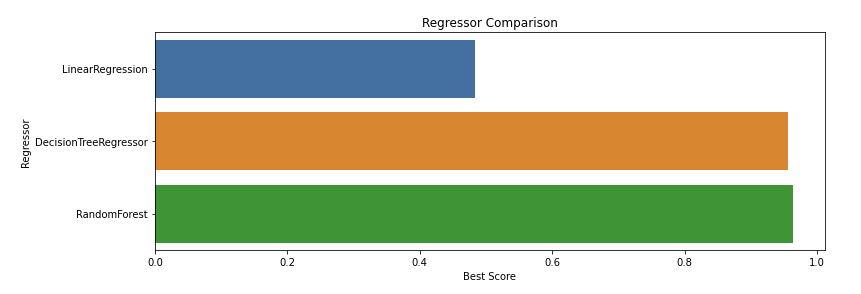 Regressor Comparison
Regressor
LinearRegression
DecisionTreeRegressor
RandomForest
0.0 0.2 0.4 0.6 0.8 1.0
Best Score